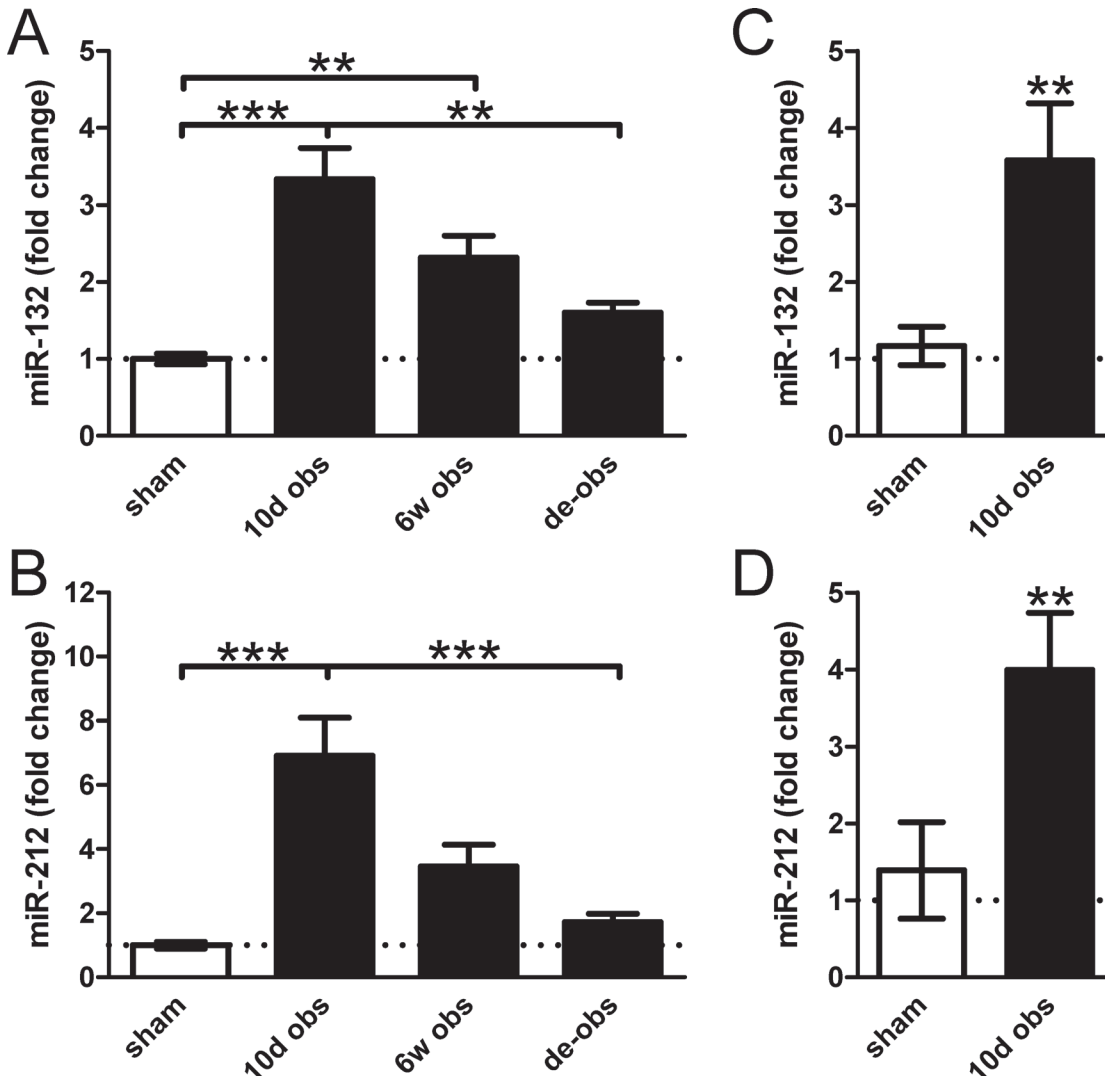 A
miR-132 (fold change)
5
4
3
2
1
0
**
***
**
sham
10d obs
6w obs
de-obs
C
miR-132 (fold change)
5
4
3
2
1
0
**
sham
10d obs
B
miR-212 (fold change)
12
10
8
6
4
2
0
***
***
sham
10d obs
6w obs
de-obs
D
miR-212 (fold change)
5
4
3
2
1
0
**
sham
10d obs